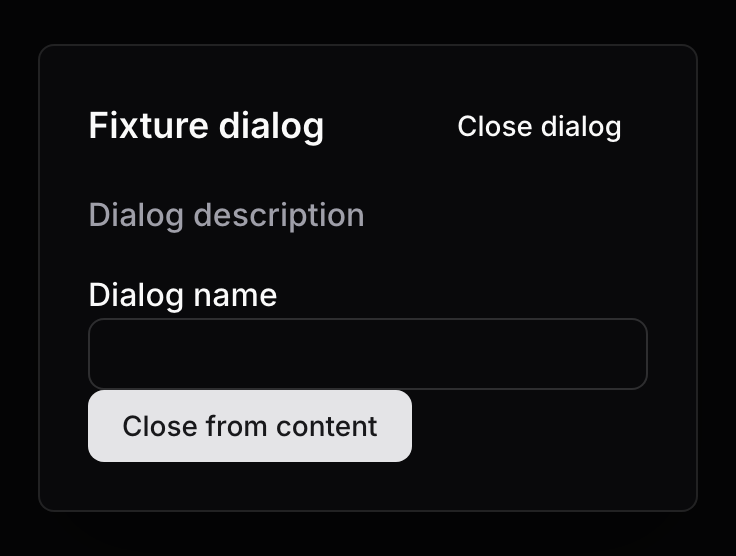 Fixture dialog
Close dialog
Dialog description
Dialog name
Close from content